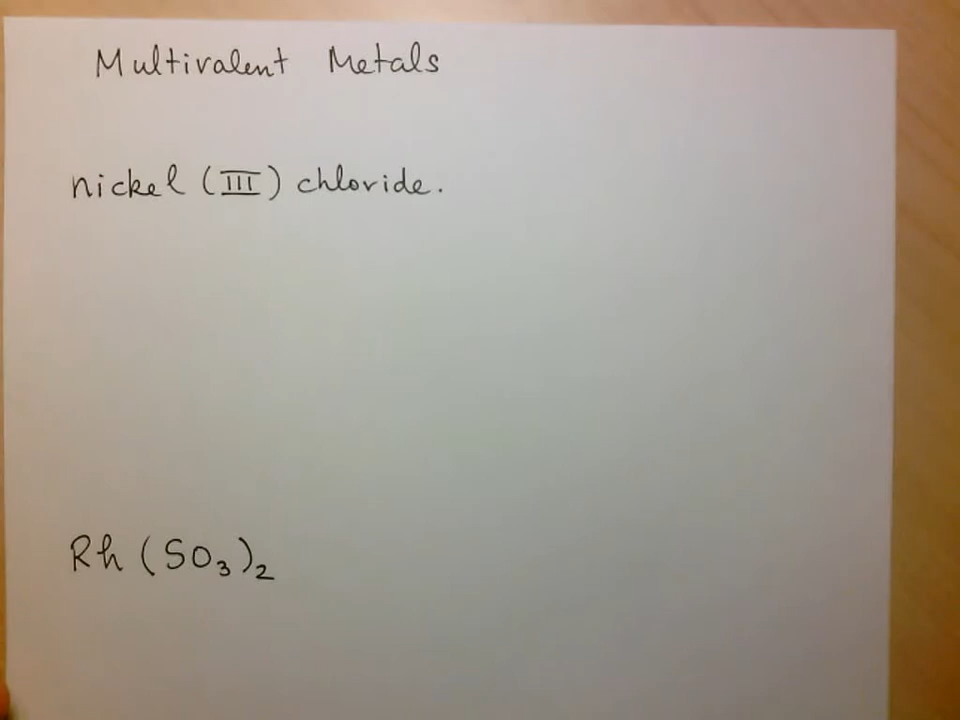 Multivalent Metals
nickel (III) chloride.
Rh(SO₃)₂